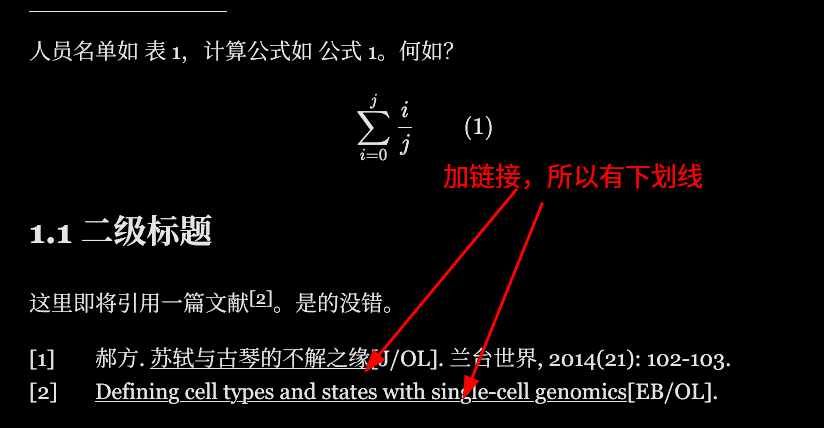 人员名单如 表 1，计算公式如 公式 1。何如？
j
∑ i/j (1)
i=0
加链接，所以有下划线
1.1 二级标题
这里即将引用一篇文献[2]。是的没错。
[1] 郝方. 苏轼与古琴的不解之缘[J/OL]. 兰台世界, 2014(21): 102-103.
[2] Defining cell types and states with single-cell genomics[EB/OL].